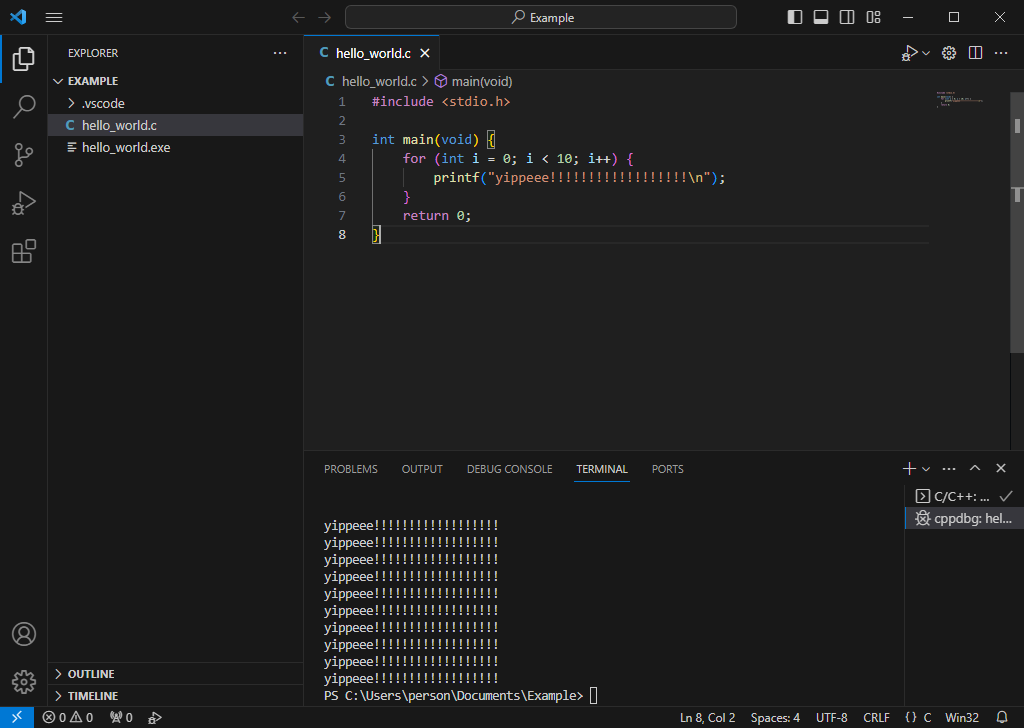 Example
EXPLORER
EXAMPLE
.vscode
C hello_world.c
hello_world.exe
OUTLINE
TIMELINE
C hello_world.c
C hello_world.c > main(void)
1 #include <stdio.h>
2
3 int main(void) {
4 for (int i = 0; i < 10; i++) {
5 printf("yippeee!!!!!!!!!!!!!!!!!!\n");
6 }
7 return 0;
8 }
PROBLEMS OUTPUT DEBUG CONSOLE TERMINAL PORTS
yippeee!!!!!!!!!!!!!!!!!!
yippeee!!!!!!!!!!!!!!!!!!
yippeee!!!!!!!!!!!!!!!!!!
yippeee!!!!!!!!!!!!!!!!!!
yippeee!!!!!!!!!!!!!!!!!!
yippeee!!!!!!!!!!!!!!!!!!
yippeee!!!!!!!!!!!!!!!!!!
yippeee!!!!!!!!!!!!!!!!!!
yippeee!!!!!!!!!!!!!!!!!!
yippeee!!!!!!!!!!!!!!!!!!
PS C:\Users\person\Documents\Example>
C/C++: ...
cppdbg: hel...
0 0 0 Ln 8, Col 2 Spaces: 4 UTF-8 CRLF {} C Win32